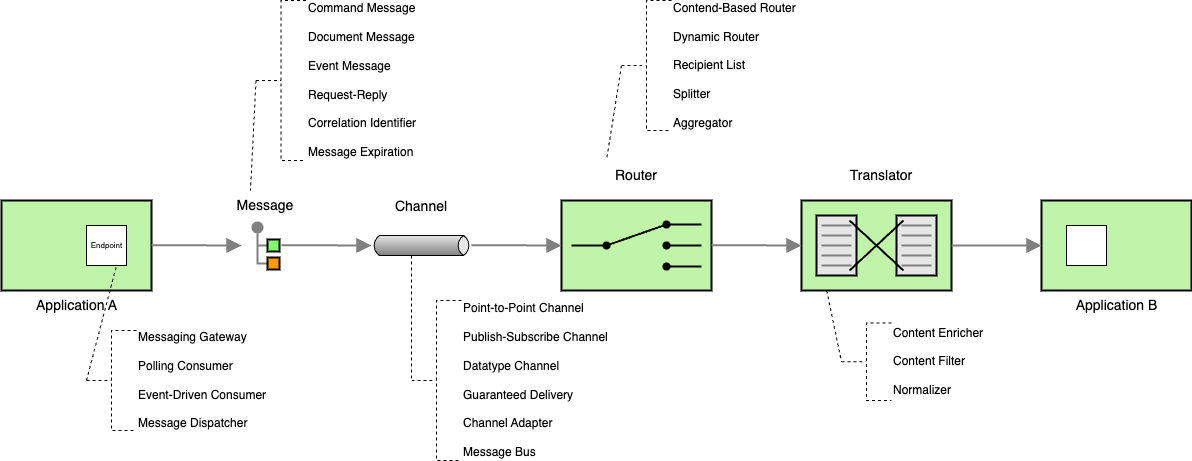 Command Message
Document Message
Event Message
Request-Reply
Correlation Identifier
Message Expiration
Contend-Based Router
Dynamic Router
Recipient List
Splitter
Aggregator
Message
Channel
Router
Translator
Endpoint
Application A
Application B
Messaging Gateway
Polling Consumer
Event-Driven Consumer
Message Dispatcher
Point-to-Point Channel
Publish-Subscribe Channel
Datatype Channel
Guaranteed Delivery
Channel Adapter
Message Bus
Content Enricher
Content Filter
Normalizer